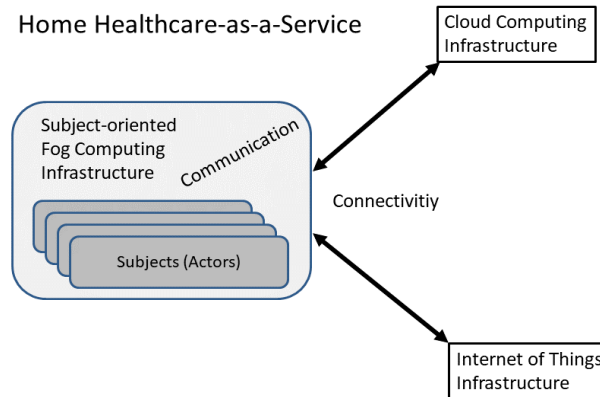 Home Healthcare-as-a-Service
Cloud Computing
Infrastructure
Subject-oriented
Fog Computing
Infrastructure
Communication
Connectivitiy
Subjects (Actors)
Internet of Things
Infrastructure